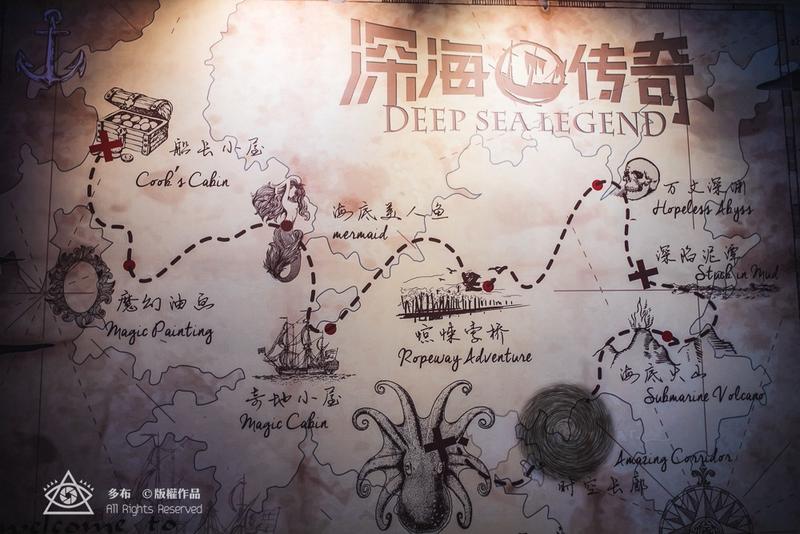 深海传奇
DEEP SEA LEGEND
船长小屋
Cook's Cabin
海底美人鱼
mermaid
万丈深渊
Hopeless Abyss
深陷泥潭
Stuck in Mud
魔幻油画
Magic Painting
惊悚索桥
Ropeway Adventure
海底火山
Submarine Volcano
奇地小屋
Magic Cabin
Amazing Corridor
时空长廊
多布 ©版權作品
All Rights Reserved
welcome to